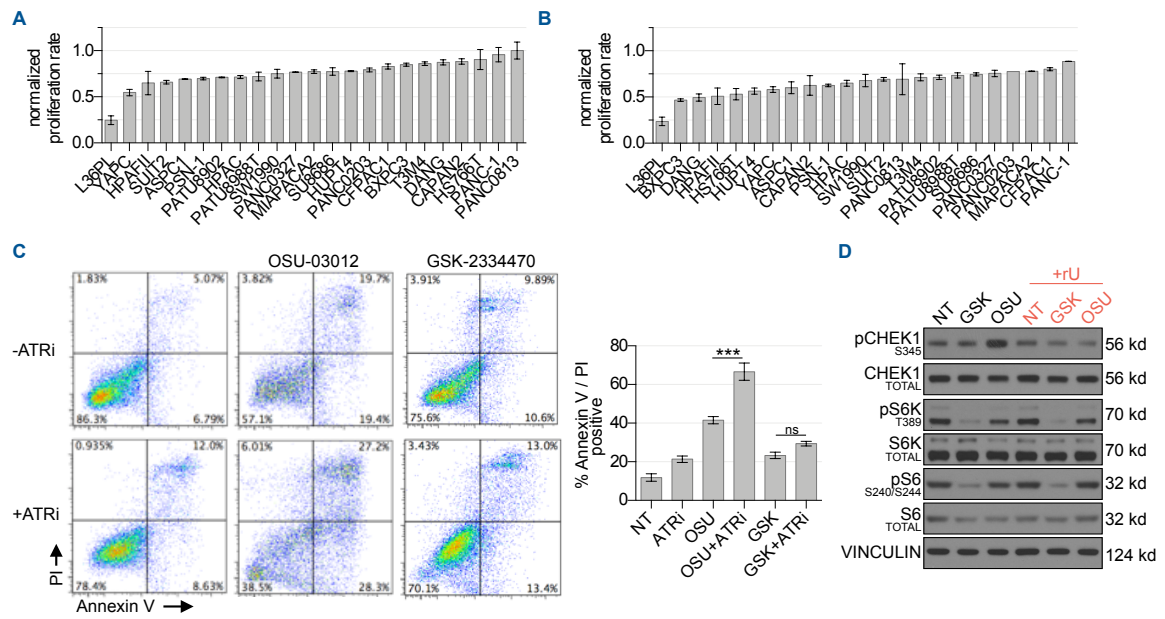 A
normalized
proliferation rate
1.0
0.5
0.0
L36PL
YAPC
HPAFII
SUIT2
ASPC1
PSN-1
PATU8902
HPAC
PATU8988T
SW1990
PANC0327
MIAPACA2
SU8686
HUPT4
PANC0203
CFPAC1
BXPC3
T3M4
DANG
CAPAN2
HS766T
PANC-1
PANC0813
B
normalized
proliferation rate
1.0
0.5
0.0
L36PL
BXPC3
DANG
HPAFII
HS766T
HUPT4
YAPC
ASPC1
CAPAN2
PSN-1
HPAC
SW1990
SUIT2
PANC0813
T3M4
PATU8902
PATU8988T
SU8686
PANC0327
PANC0203
MIAPACA2
CFPAC1
PANC-1
C
OSU-03012
GSK-2334470
-ATRi
1.83%
5.07%
86.3%
6.79%
3.82%
19.7%
57.1%
19.4%
3.91%
9.89%
75.6%
10.6%
+ATRi
0.935%
12.0%
78.4%
8.63%
6.01%
27.2%
38.5%
28.3%
3.43%
13.0%
70.1%
13.4%
PI
Annexin V
% Annexin V / PI
positive
80
60
40
20
0
***
ns
NT
ATRi
OSU
OSU+ATRi
GSK
GSK+ATRi
D
+rU
NT GSK OSU NT GSK OSU
pCHEK1 56 kd
S345
CHEK1 56 kd
TOTAL
pS6K 70 kd
T389
S6K 70 kd
TOTAL
pS6 32 kd
S240/S244
S6 32 kd
TOTAL
VINCULIN 124 kd